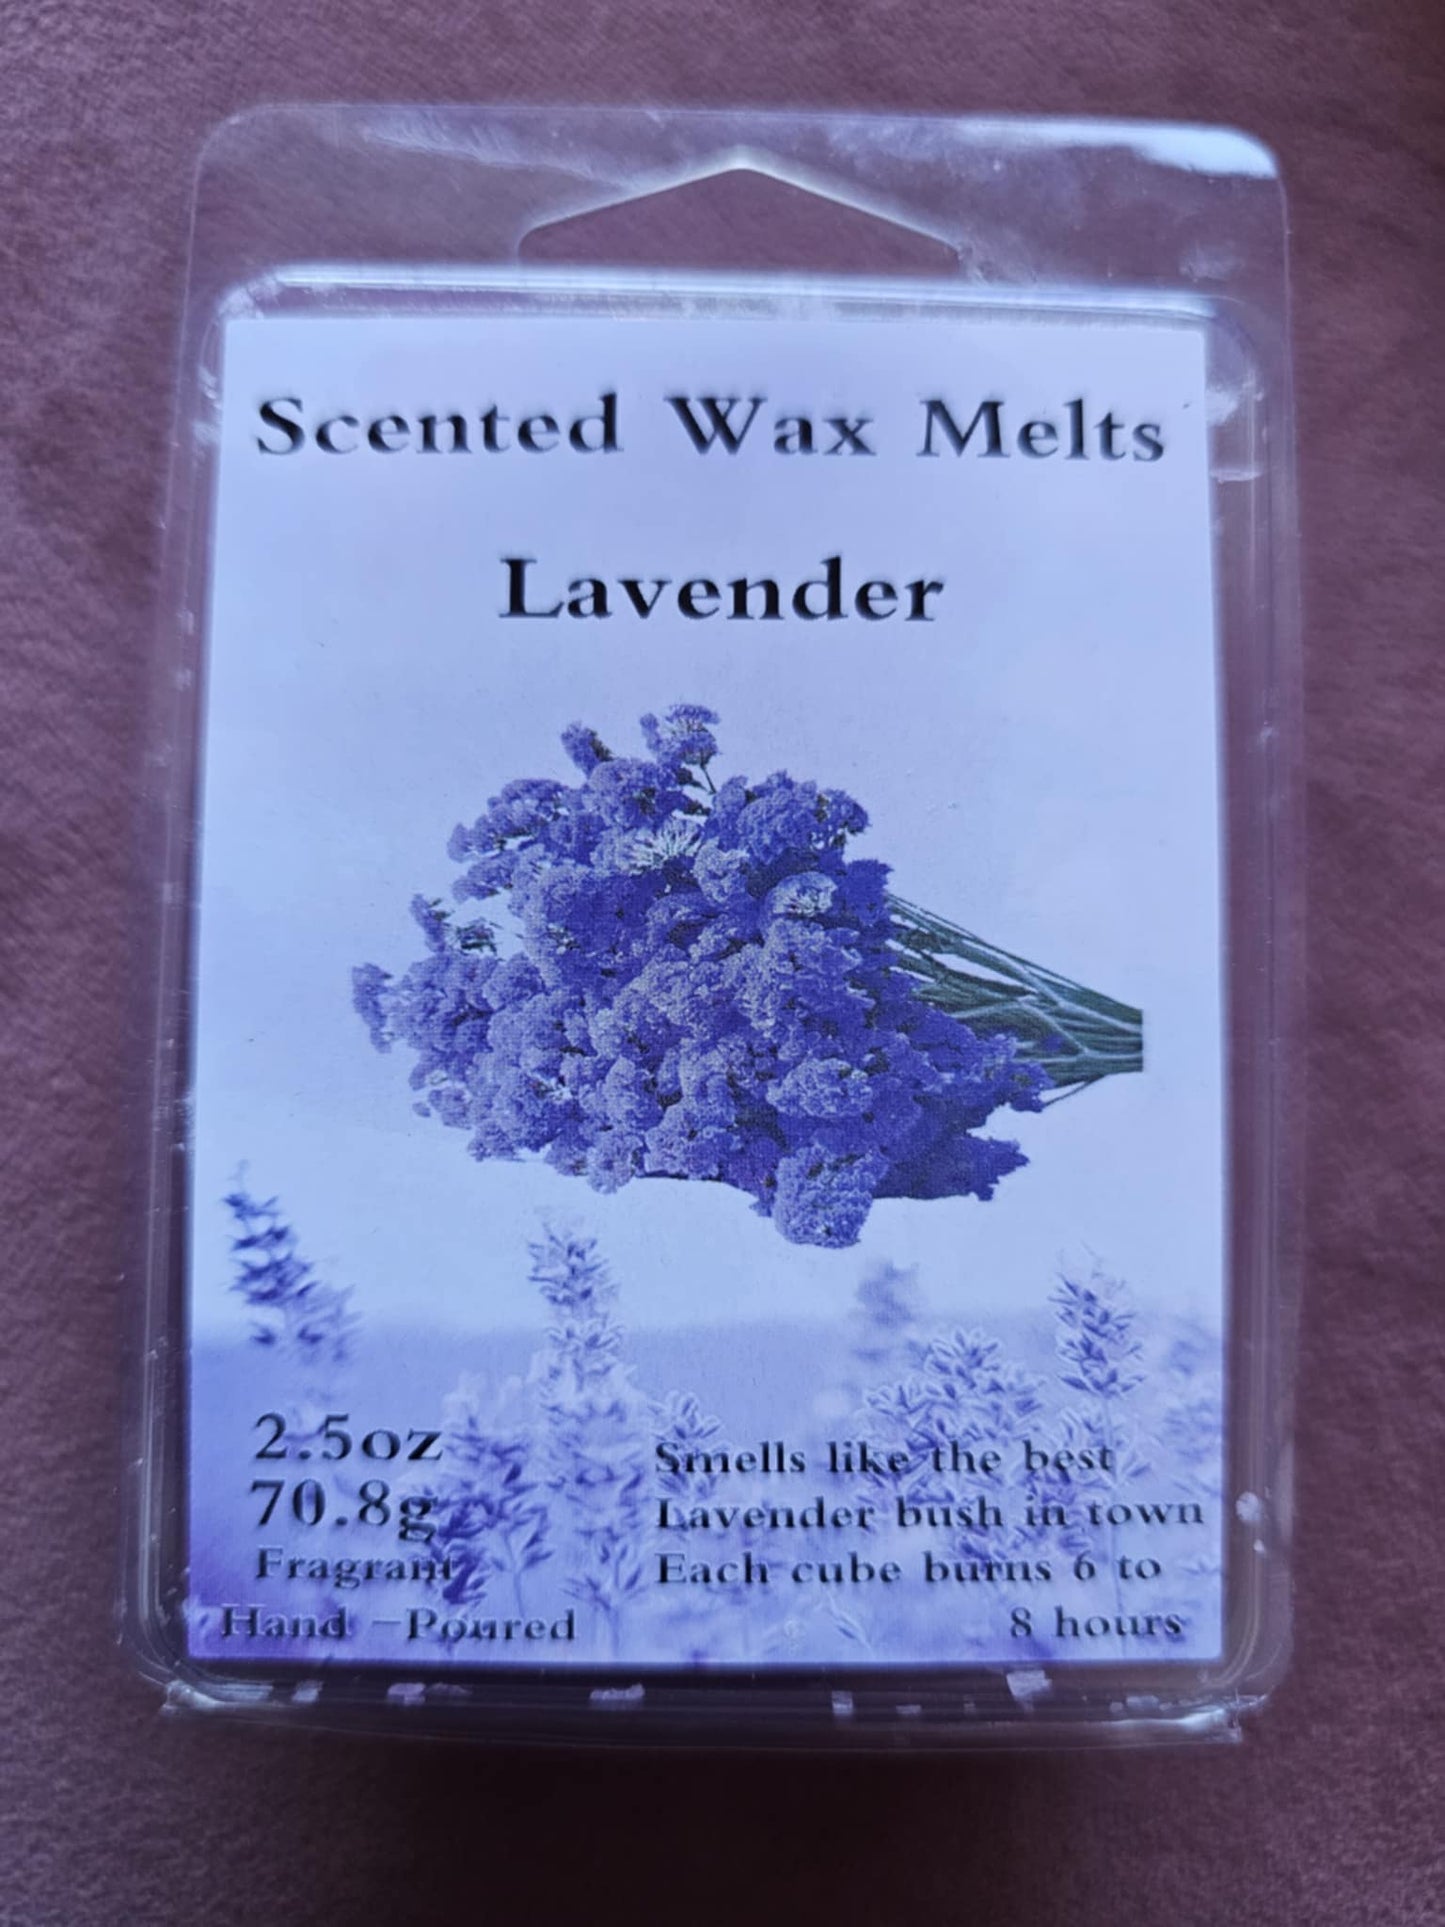 Scented Wax Melts
Lavender
2.5oz
70.8g
Fragrant
Hand -Poured
Smells like the best
Lavender bush in town
Each cube burns 6 to
8 hours